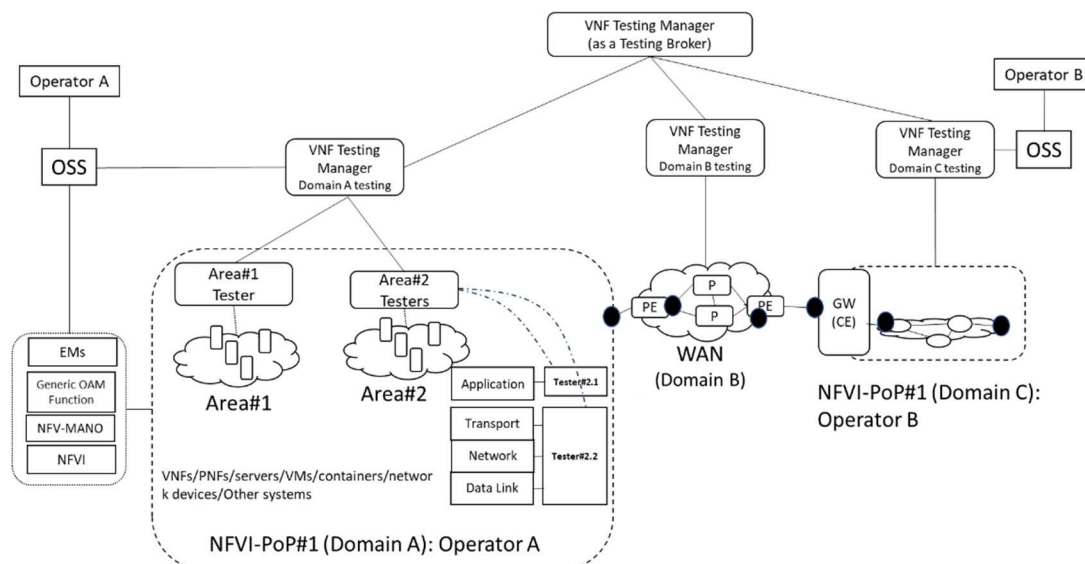 VNF Testing Manager
(as a Testing Broker)
Operator A
Operator B
OSS
VNF Testing
Manager
Domain A testing
VNF Testing
Manager
Domain B testing
VNF Testing
Manager
Domain C testing
OSS
Area#1
Tester
Area#2
Testers
PE
P
P
PE
GW
(CE)
WAN
(Domain B)
EMs
Generic OAM
Function
NFV-MANO
NFVI
Area#1
Area#2
Application
Tester#2.1
Transport
Network
Data Link
Tester#2.2
NFVI-PoP#1 (Domain C):
Operator B
VNFs/PNFs/servers/VMs/containers/networ
k devices/Other systems
NFVI-PoP#1 (Domain A): Operator A